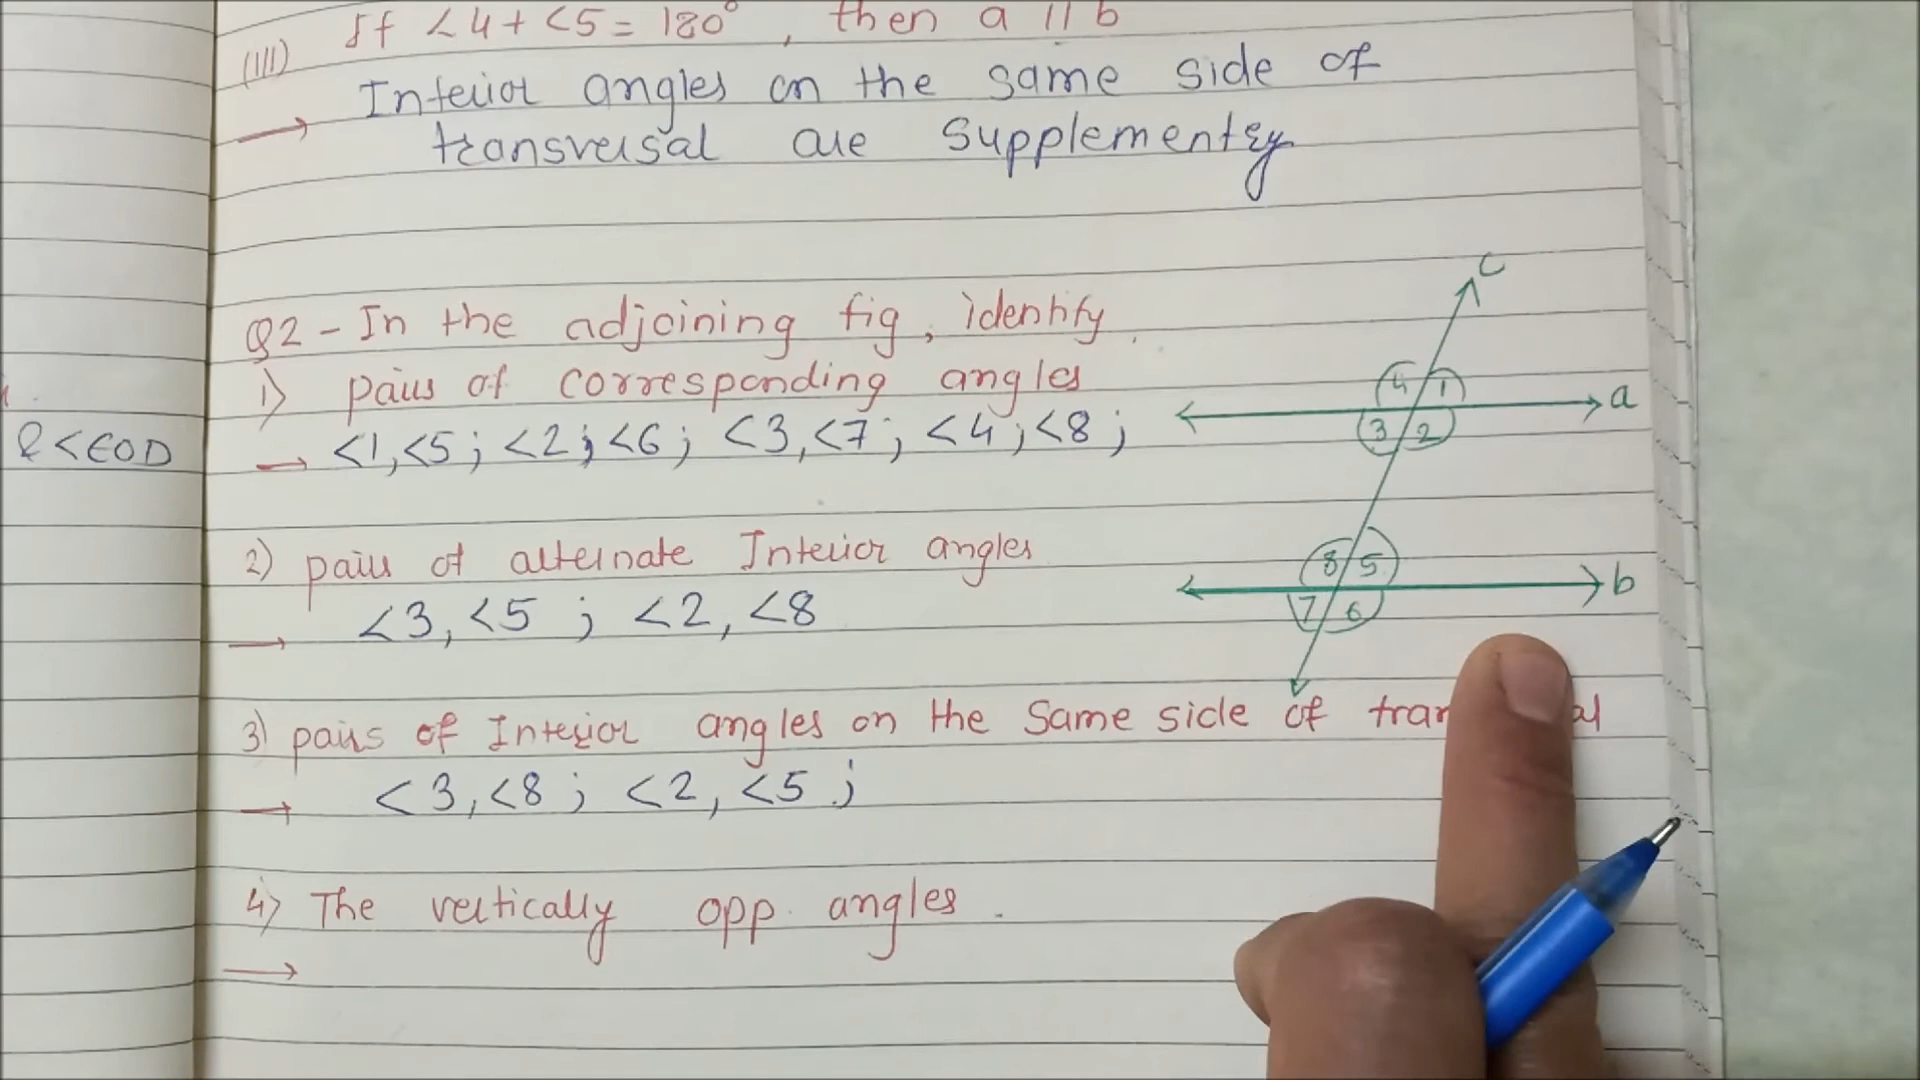 (III) If <4 + <5 = 180°, then a || b
Interior angles on the same side of
transversal are supplementry
Q2 - In the adjoining fig, identify
1) pairs of corresponding angles
→ <1, <5 ; <2 ; <6 ; <3, <7 ; <4 ; <8 ;
2) pairs of alternate Interior angles
→ <3, <5 ; <2, <8
3) pairs of Interior angles on the same side of
→ <3, <8 ; <2, <5 ;
4) The vertically opp. angles .
→
& <EOD
c
4 1
a
3 2
8 5
b
7 6